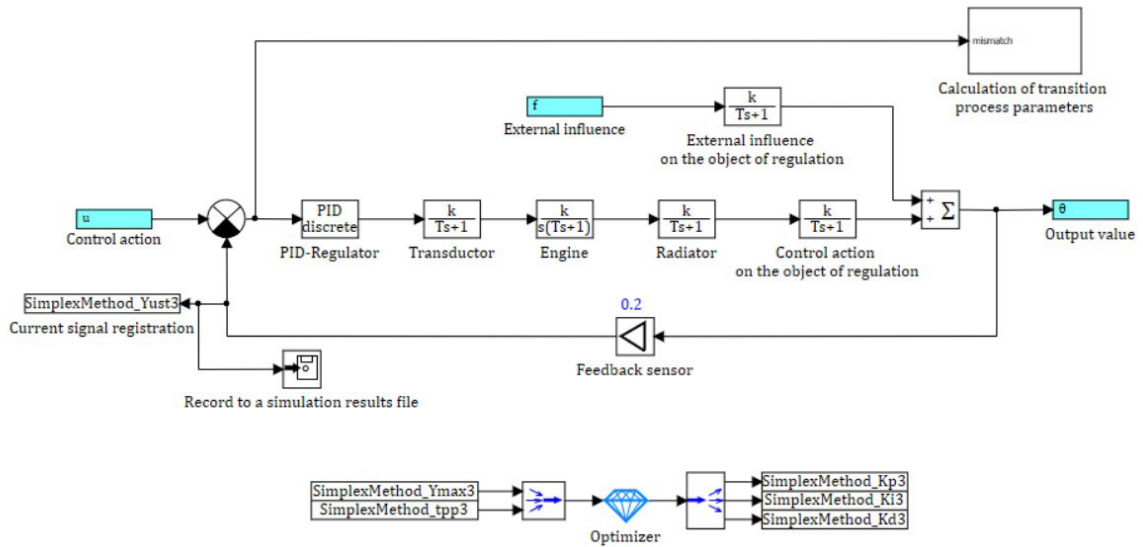 mismatch
Calculation of transition
process parameters
f
External influence
k
Ts+1
External influence
on the object of regulation
u
Control action
PID
discrete
PID-Regulator
k
Ts+1
Transductor
k
s(Ts+1)
Engine
k
Ts+1
Radiator
k
Ts+1
Control action
on the object of regulation
+
+
Σ
θ
Output value
SimplexMethod_Yust3
Current signal registration
0.2
Feedback sensor
Record to a simulation results file
SimplexMethod_Ymax3
SimplexMethod_tpp3
Optimizer
SimplexMethod_Kp3
SimplexMethod_Ki3
SimplexMethod_Kd3